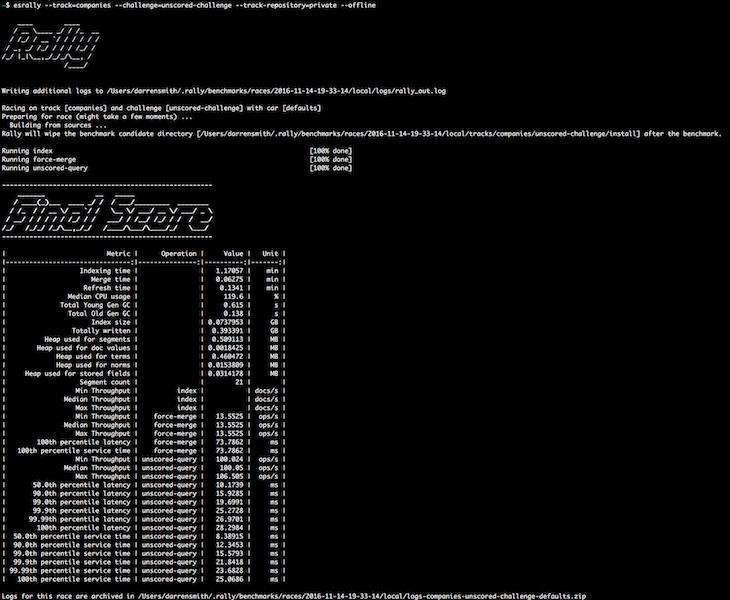 ~$ esrally --track=companies --challenge=unscored-challenge --track-repository=private --offline
Rally
Writing additional logs to /Users/darrensmith/.rally/benchmarks/races/2016-11-14-19-33-14/local/logs/rally_out.log
Racing on track [companies] and challenge [unscored-challenge] with car [defaults]
Preparing for race (might take a few moments) ...
Building from sources ...
Rally will wipe the benchmark candidate directory [/Users/darrensmith/.rally/benchmarks/races/2016-11-14-19-33-14/local/tracks/companies/unscored-challenge/install] after the benchmark.
Running index [100% done]
Running force-merge [100% done]
Running unscored-query [100% done]
------------------------------------------------------
Final Score
------------------------------------------------------
| Metric | Operation | Value | Unit |
|-------------------------------:|---------------:|----------:|-------:|
| Indexing time | | 1.17057 | min |
| Merge time | | 0.06275 | min |
| Refresh time | | 0.1341 | min |
| Median CPU usage | | 119.6 | % |
| Total Young Gen GC | | 0.615 | s |
| Total Old Gen GC | | 0.138 | s |
| Index size | | 0.0737953 | GB |
| Totally written | | 0.393391 | GB |
| Heap used for segments | | 0.509113 | MB |
| Heap used for doc values | | 0.0018425 | MB |
| Heap used for terms | | 0.460472 | MB |
| Heap used for norms | | 0.0153809 | MB |
| Heap used for stored fields | | 0.0314178 | MB |
| Segment count | | 21 | |
| Min Throughput | index | | docs/s |
| Median Throughput | index | | docs/s |
| Max Throughput | index | | docs/s |
| Min Throughput | force-merge | 13.5525 | ops/s |
| Median Throughput | force-merge | 13.5525 | ops/s |
| Max Throughput | force-merge | 13.5525 | ops/s |
| 100th percentile latency | force-merge | 73.7862 | ms |
| 100th percentile service time | force-merge | 73.7862 | ms |
| Min Throughput | unscored-query | 100.024 | ops/s |
| Median Throughput | unscored-query | 100.05 | ops/s |
| Max Throughput | unscored-query | 106.505 | ops/s |
| 50.0th percentile latency | unscored-query | 10.1739 | ms |
| 90.0th percentile latency | unscored-query | 15.9285 | ms |
| 99.0th percentile latency | unscored-query | 19.6991 | ms |
| 99.9th percentile latency | unscored-query | 25.2728 | ms |
| 99.99th percentile latency | unscored-query | 26.9701 | ms |
| 100th percentile latency | unscored-query | 28.2984 | ms |
| 50.0th percentile service time | unscored-query | 8.38915 | ms |
| 90.0th percentile service time | unscored-query | 12.3453 | ms |
| 99.0th percentile service time | unscored-query | 15.5793 | ms |
| 99.9th percentile service time | unscored-query | 21.8418 | ms |
| 99.99th percentile service time | unscored-query | 23.6828 | ms |
| 100th percentile service time | unscored-query | 25.0686 | ms |
Logs for this race are archived in /Users/darrensmith/.rally/benchmarks/races/2016-11-14-19-33-14/local/logs-companies-unscored-challenge-defaults.zip